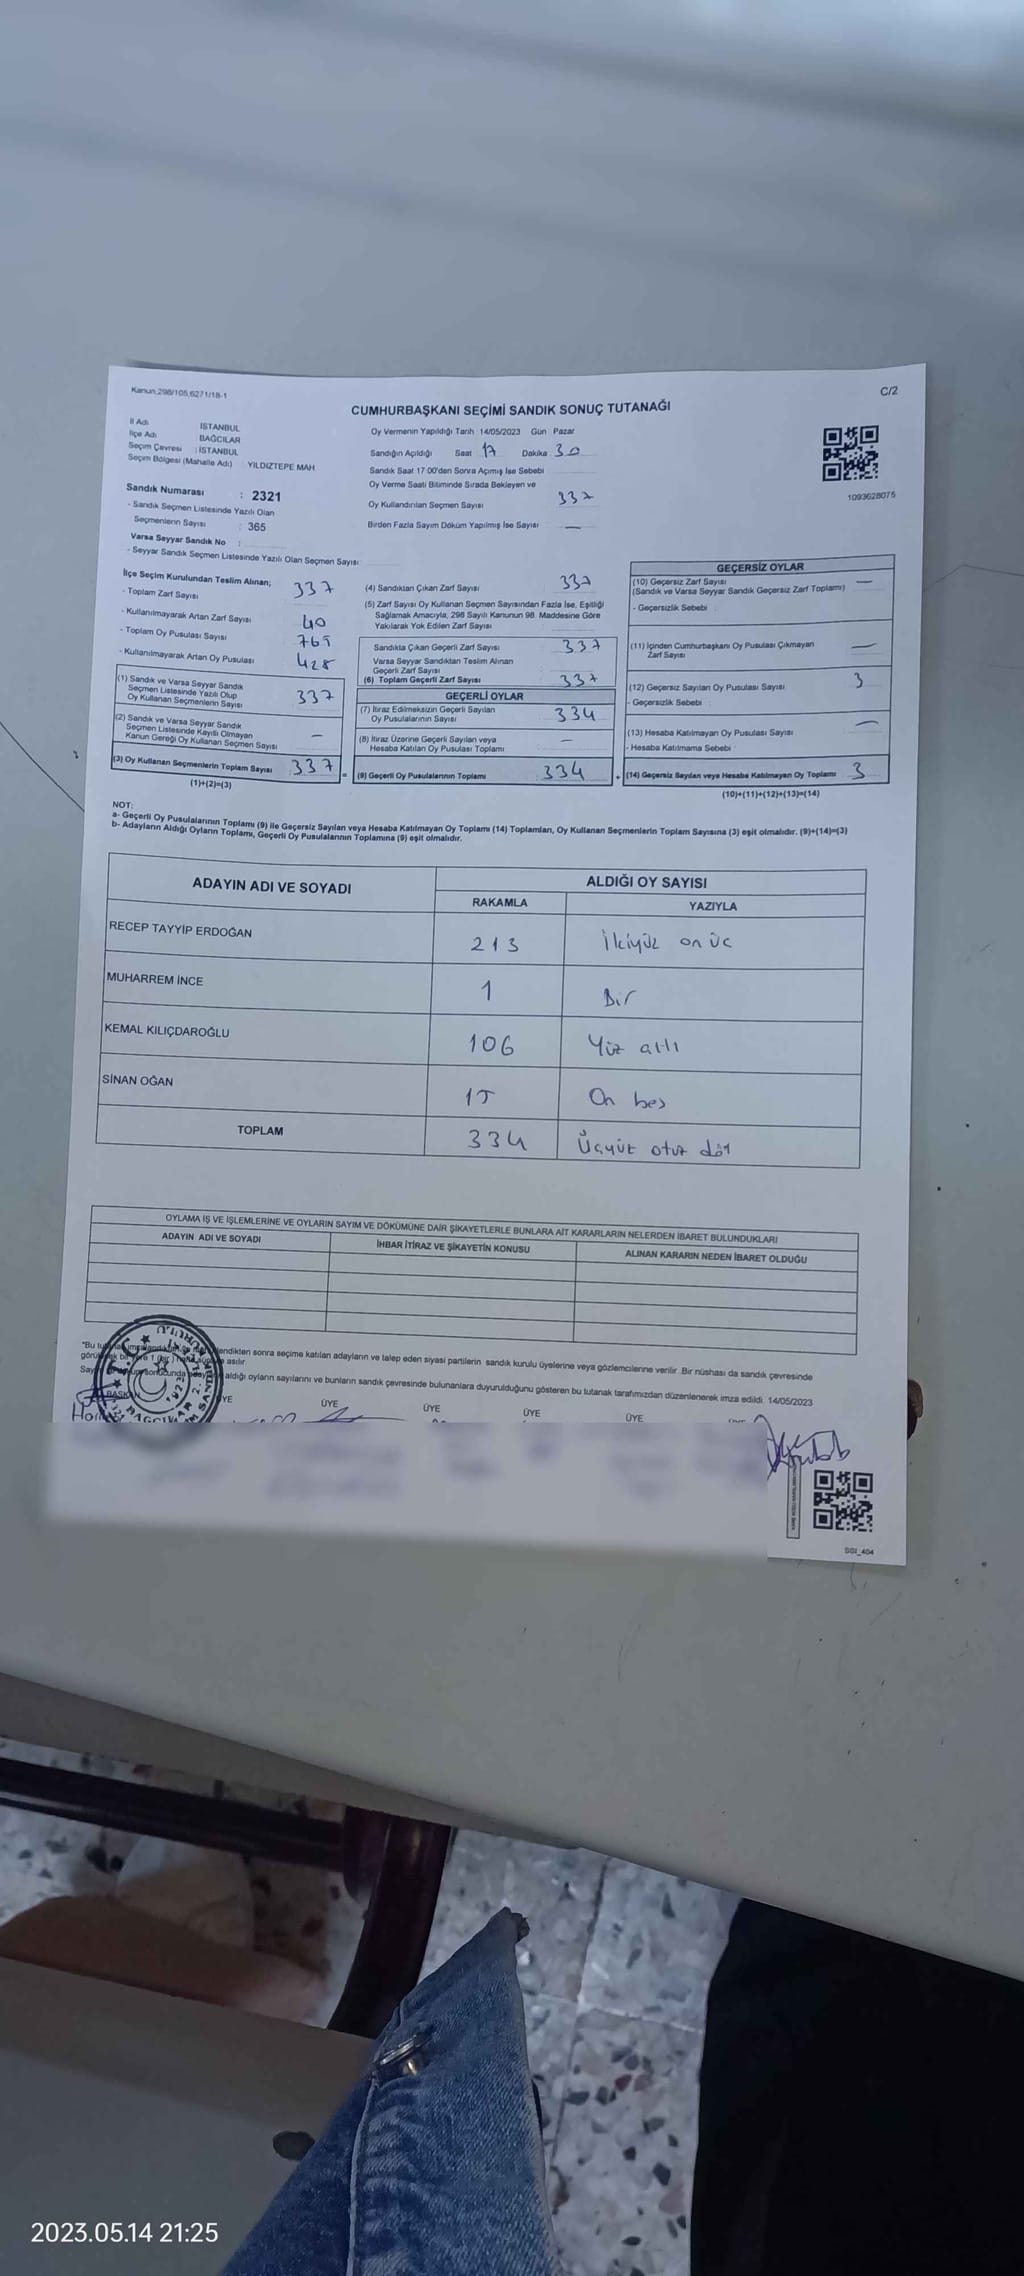 Kanun,298/105,6271/18-1
C/2
CUMHURBAŞKANI SEÇİMİ SANDIK SONUÇ TUTANAĞI
İl Adı İSTANBUL
İlçe Adı BAĞCILAR
Seçim Çevresi : İSTANBUL
Seçim Bölgesi (Mahalle Adı) YILDIZTEPE MAH
Sandık Numarası : 2321
- Sandık Seçmen Listesinde Yazılı Olan
Seçmenlerin Sayısı : 365
Varsa Seyyar Sandık No :
- Seyyar Sandık Seçmen Listesinde Yazılı Olan Seçmen Sayısı
Oy Vermenin Yapıldığı Tarih : 14/05/2023 Gün Pazar
Sandığın Açıldığı Saat 17 Dakika 30
Sandık Saat 17 00'den Sonra Açımış İse Sebebi
Oy Verme Saati Bitiminde Sırada Bekleyen ve
Oy Kullandırılan Seçmen Sayısı 337
Birden Fazla Sayım Döküm Yapılmış İse Sayısı —
1093628075
İlçe Seçim Kurulundan Teslim Alınan;
- Toplam Zarf Sayısı 337
- Kullanılmayarak Artan Zarf Sayısı 40
- Toplam Oy Pusulası Sayısı 765
- Kullanılmayarak Artan Oy Pusulası 428
(1) Sandık ve Varsa Seyyar Sandık
Seçmen Listesinde Yazılı Olup
Oy Kullanan Seçmenlerin Sayısı 337
(2) Sandık ve Varsa Seyyar Sandık
Seçmen Listesinde Kayıtlı Olmayan
Kanun Gereği Oy Kullanan Seçmen Sayısı —
(3) Oy Kullanan Seçmenlerin Toplam Sayısı 337
(1)+(2)=(3)
(4) Sandıktan Çıkan Zarf Sayısı 337
(5) Zarf Sayısı Oy Kullanan Seçmen Sayısından Fazla İse, Eşitliği
Sağlamak Amacıyla, 298 Sayılı Kanunun 98. Maddesine Göre
Yakılarak Yok Edilen Zarf Sayısı
Sandıkta Çıkan Geçerli Zarf Sayısı 337
Varsa Seyyar Sandıktan Teslim Alınan
Geçerli Zarf Sayısı
(6) Toplam Geçerli Zarf Sayısı 337
GEÇERLİ OYLAR
(7) İtiraz Edilmeksizin Geçerli Sayılan
Oy Pusulalarının Sayısı 334
(8) İtiraz Üzerine Geçerli Sayılan veya
Hesaba Katılan Oy Pusulası Toplamı —
(9) Geçerli Oy Pusulalarının Toplamı 334
GEÇERSİZ OYLAR
(10) Geçersiz Zarf Sayısı —
(Sandık ve Varsa Seyyar Sandık Geçersiz Zarf Toplamı)
- Geçersizlik Sebebi
(11) İçinden Cumhurbaşkanı Oy Pusulası Çıkmayan
Zarf Sayısı —
(12) Geçersiz Sayılan Oy Pusulası Sayısı 3
- Geçersizlik Sebebi
(13) Hesaba Katılmayan Oy Pusulası Sayısı —
- Hesaba Katılmama Sebebi
(14) Geçersiz Sayılan veya Hesaba Katılmayan Oy Toplamı 3
(10)+(11)+(12)+(13)=(14)
NOT:
a- Geçerli Oy Pusulalarının Toplamı (9) ile Geçersiz Sayılan veya Hesaba Katılmayan Oy Toplamı (14) Toplamları, Oy Kullanan Seçmenlerin Toplam Sayısına (3) eşit olmalıdır. (9)+(14)=(3)
b- Adayların Aldığı Oyların Toplamı, Geçerli Oy Pusulalarının Toplamına (9) eşit olmalıdır.
ADAYIN ADI VE SOYADI
ALDIĞI OY SAYISI
RAKAMLA YAZIYLA
RECEP TAYYİP ERDOĞAN 213 İkiyüz on üc
MUHARREM İNCE 1 Bir
KEMAL KILIÇDAROĞLU 106 Yüz altı
SİNAN OĞAN 15 On beş
TOPLAM 334 Üçyüz otuz dört
OYLAMA İŞ VE İŞLEMLERİNE VE OYLARIN SAYIM VE DÖKÜMÜNE DAİR ŞİKAYETLERLE BUNLARA AİT KARARLARIN NELERDEN İBARET BULUNDUKLARI
ADAYIN ADI VE SOYADI İHBAR İTİRAZ VE ŞİKAYETİN KONUSU ALINAN KARARIN NEDEN İBARET OLDUĞU
lendikten sonra seçime katılan adayların ve talep eden siyasi partilerin sandık kurulu üyelerine veya gözlemcilerine verilir. Bir nüshası da sandık çevresinde
asılır.
aldığı oyların sayılarını ve bunların sandık çevresinde bulunanlara duyurulduğunu gösteren bu tutanak tarafımızdan düzenlenerek imza edildi. 14/05/2023
BAŞKAN ÜYE ÜYE ÜYE ÜYE ÜYE
SGI_404
2023.05.14 21:25